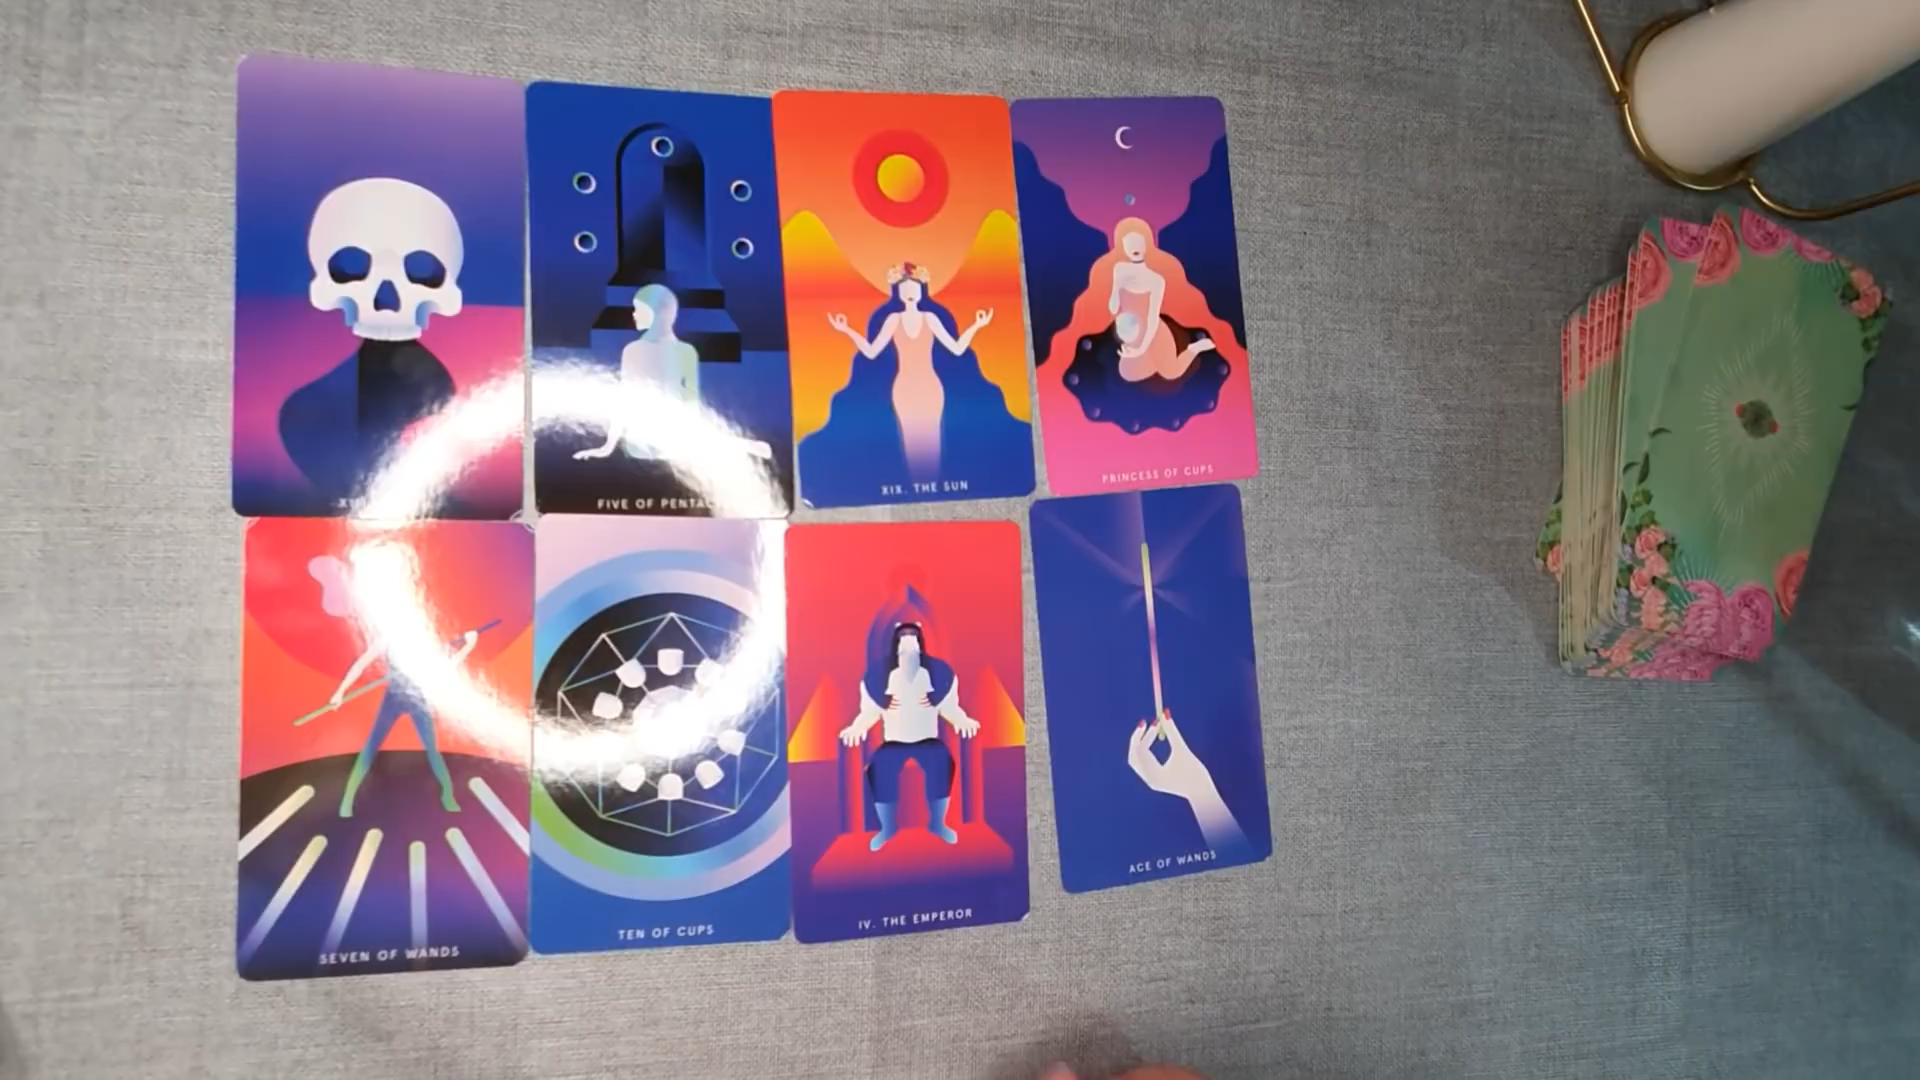 FIVE OF
XIX. THE SUN
PRINCESS OF CUPS
SEVEN OF WANDS
TEN OF CUPS
IV. THE EMPEROR
ACE OF WANDS